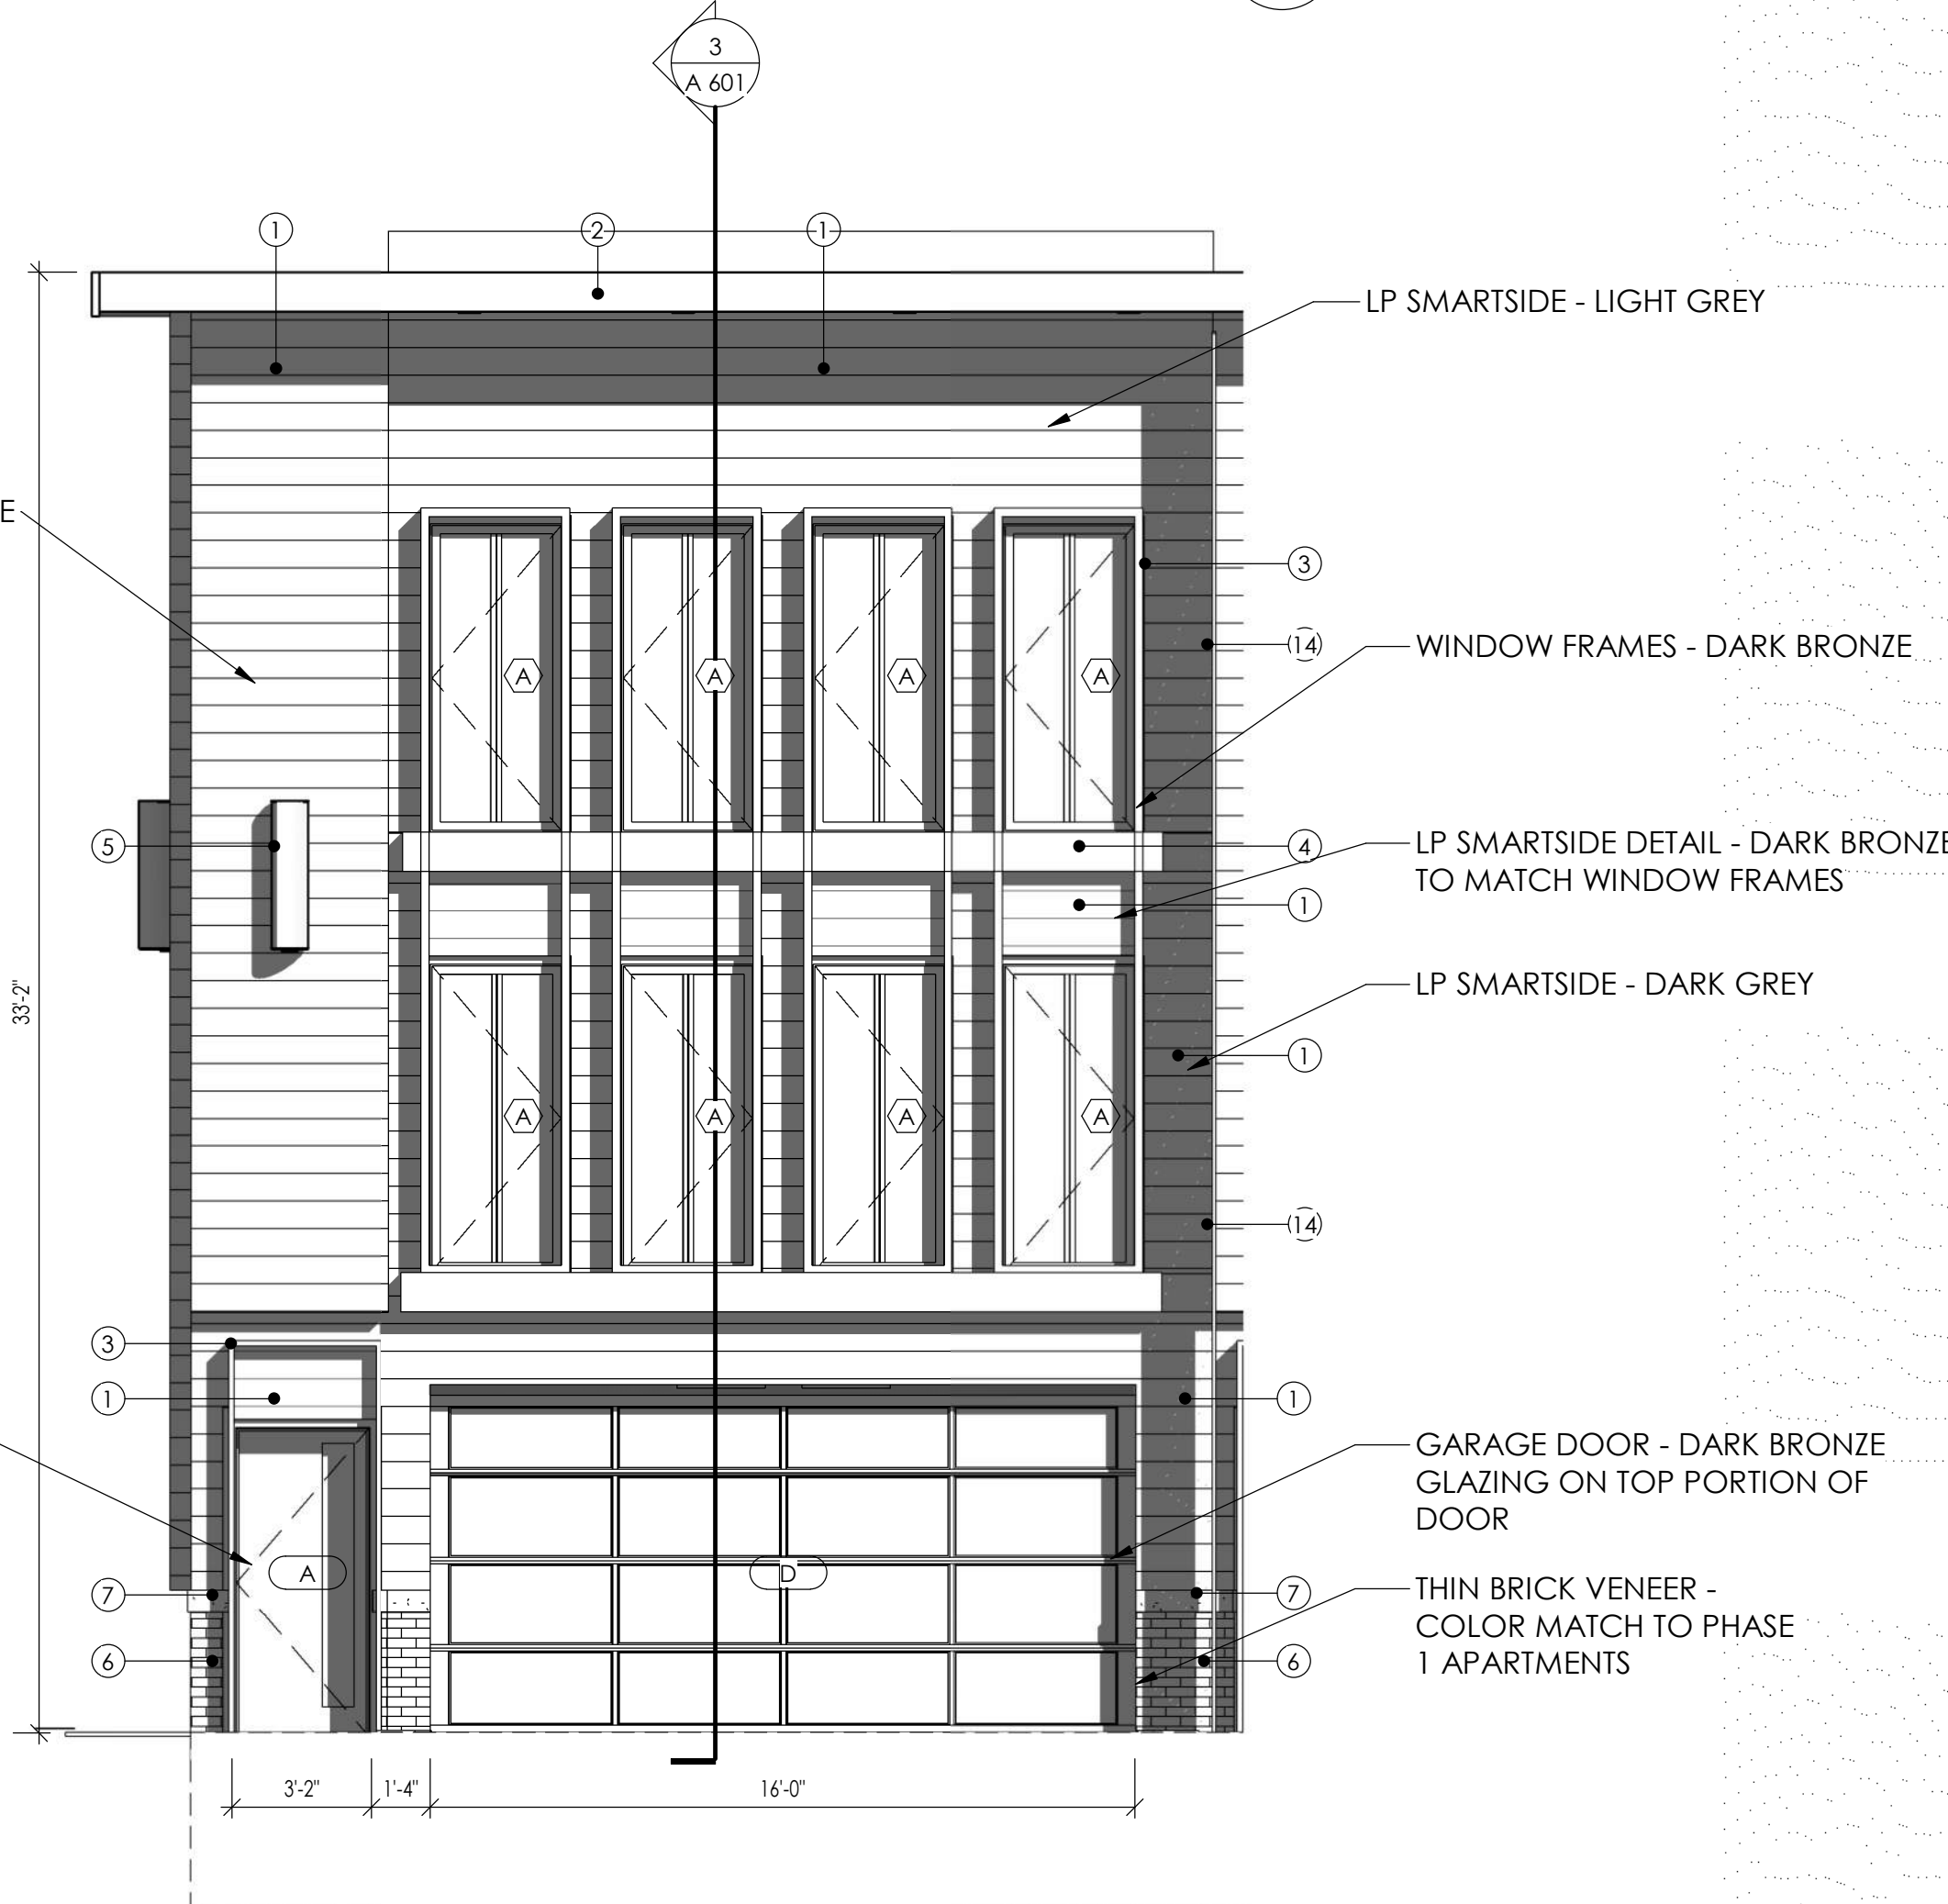 3
A 601
1
2
1
LP SMARTSIDE - LIGHT GREY
E
3
14
WINDOW FRAMES - DARK BRONZE
A
A
A
A
5
4
LP SMARTSIDE DETAIL - DARK BRONZE
TO MATCH WINDOW FRAMES
1
33'-2"
LP SMARTSIDE - DARK GREY
1
A
A
A
A
14
3
1
1
GARAGE DOOR - DARK BRONZE
GLAZING ON TOP PORTION OF
DOOR
A
D
7
7
THIN BRICK VENEER -
COLOR MATCH TO PHASE
1 APARTMENTS
6
6
3'-2"
1'-4"
16'-0"